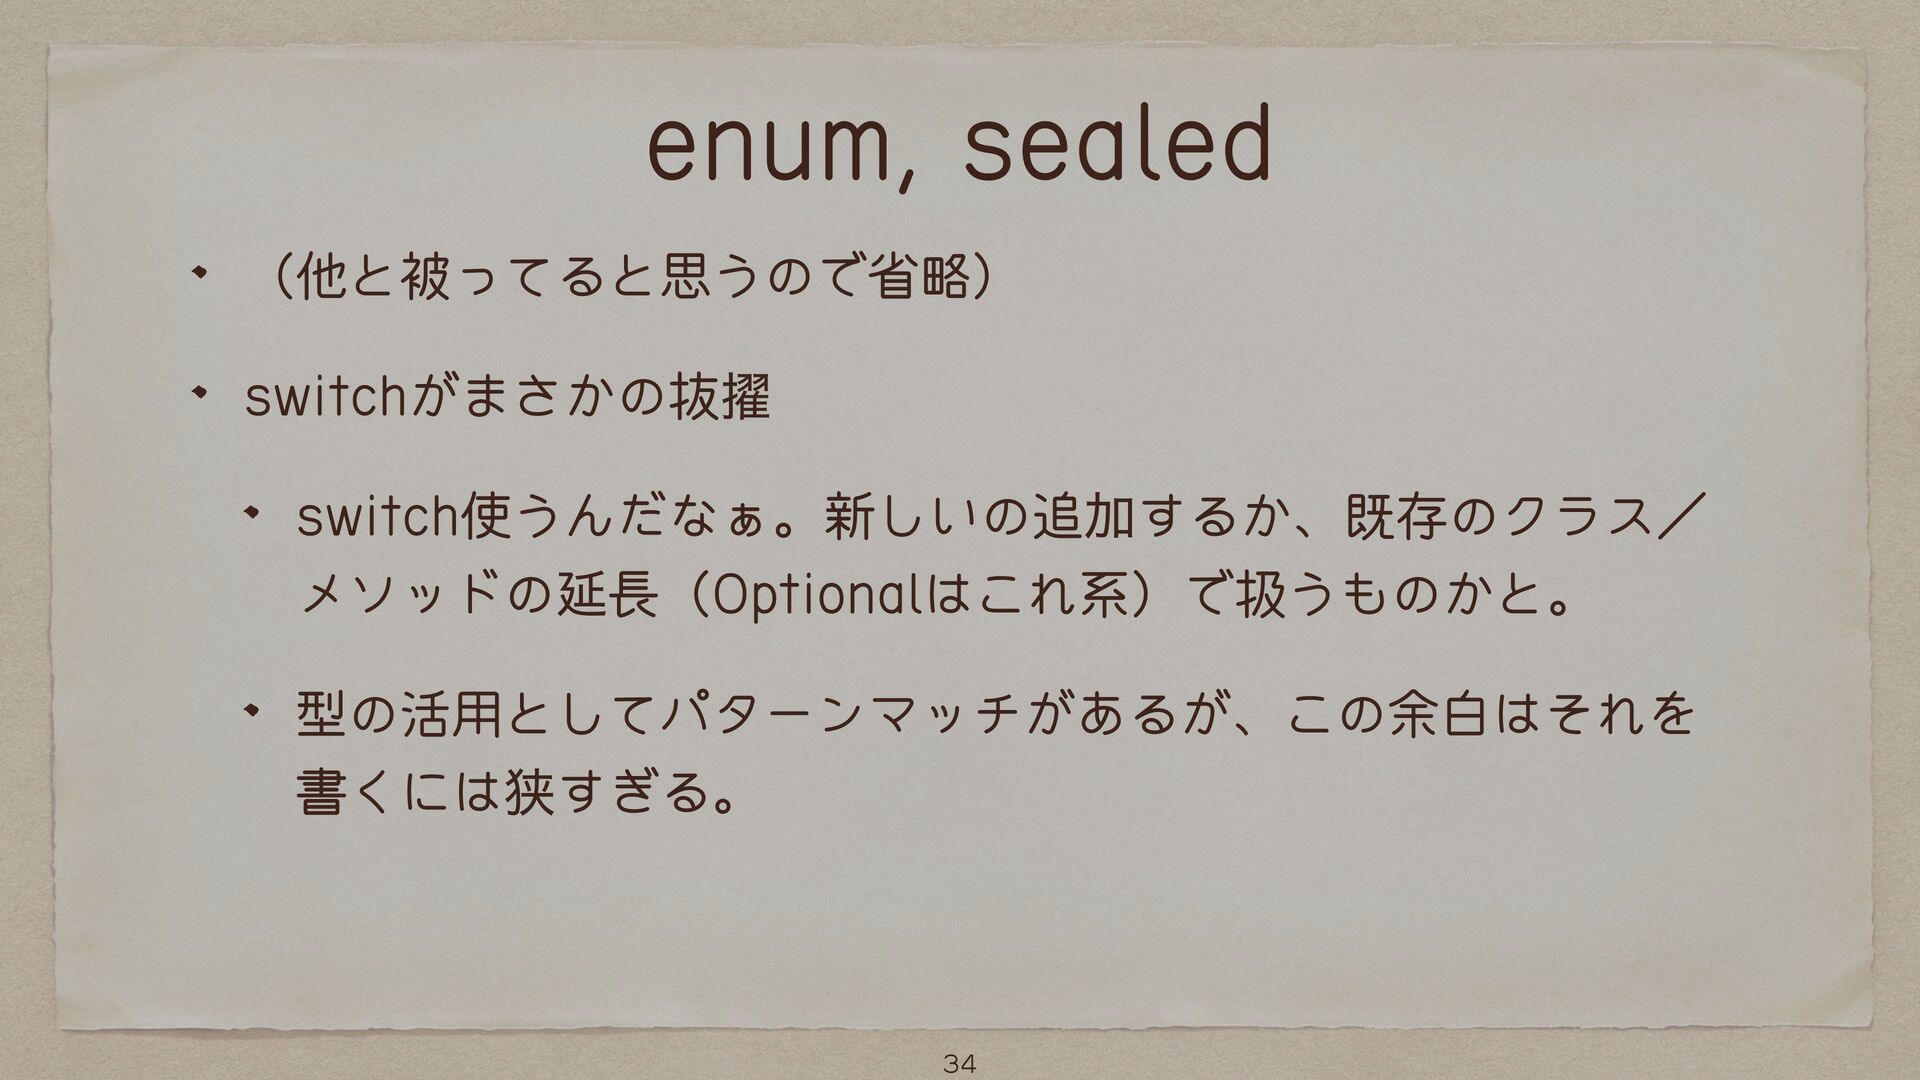 enum, sealed
• （他と被ってると思うので省略）
• switchがまさかの抜擢
• switch使うんだなぁ。新しいの追加するか、既存のクラス／
メソッドの延長（Optionalはこれ系）で扱うものかと。
• 型の活用としてパターンマッチがあるが、この余白はそれを
書くには狭すぎる。
34